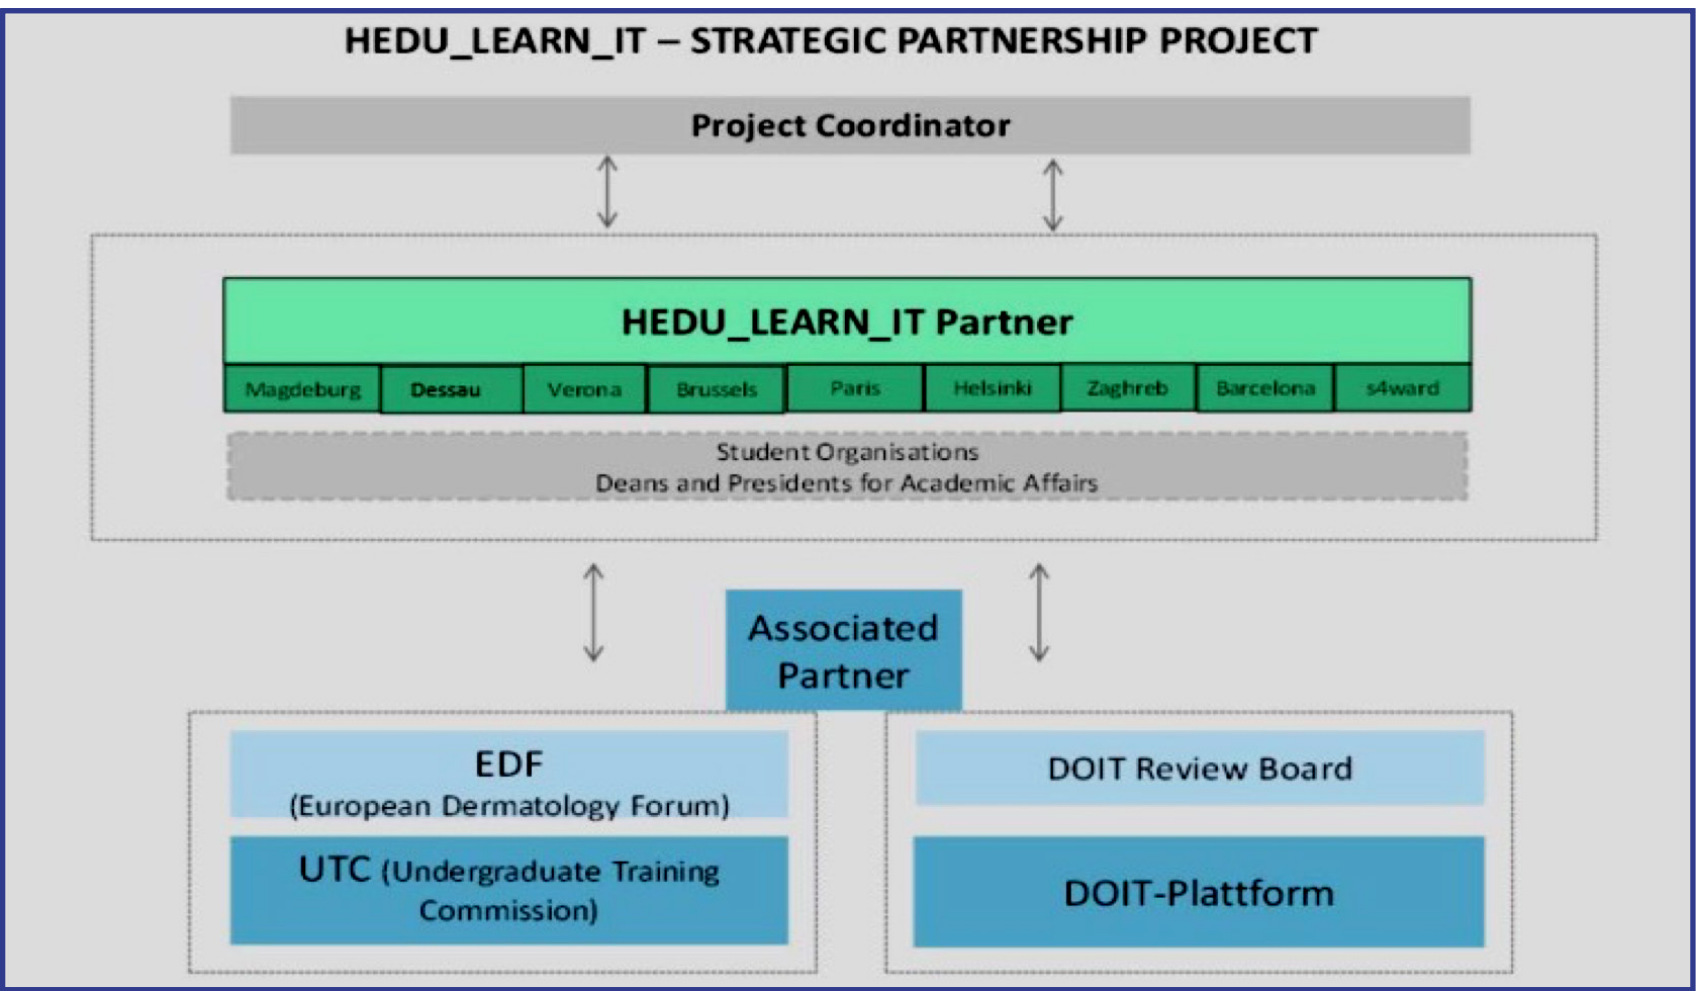 HEDU_LEARN_IT – STRATEGIC PARTNERSHIP PROJECT
Project Coordinator
HEDU_LEARN_IT Partner
Magdeburg
Dessau
Verona
Brussels
Paris
Helsinki
Zaghreb
Barcelona
s4ward
Student Organisations
Deans and Presidents for Academic Affairs
Associated
Partner
EDF
(European Dermatology Forum)
UTC (Undergraduate Training
Commission)
DOIT Review Board
DOIT-Plattform